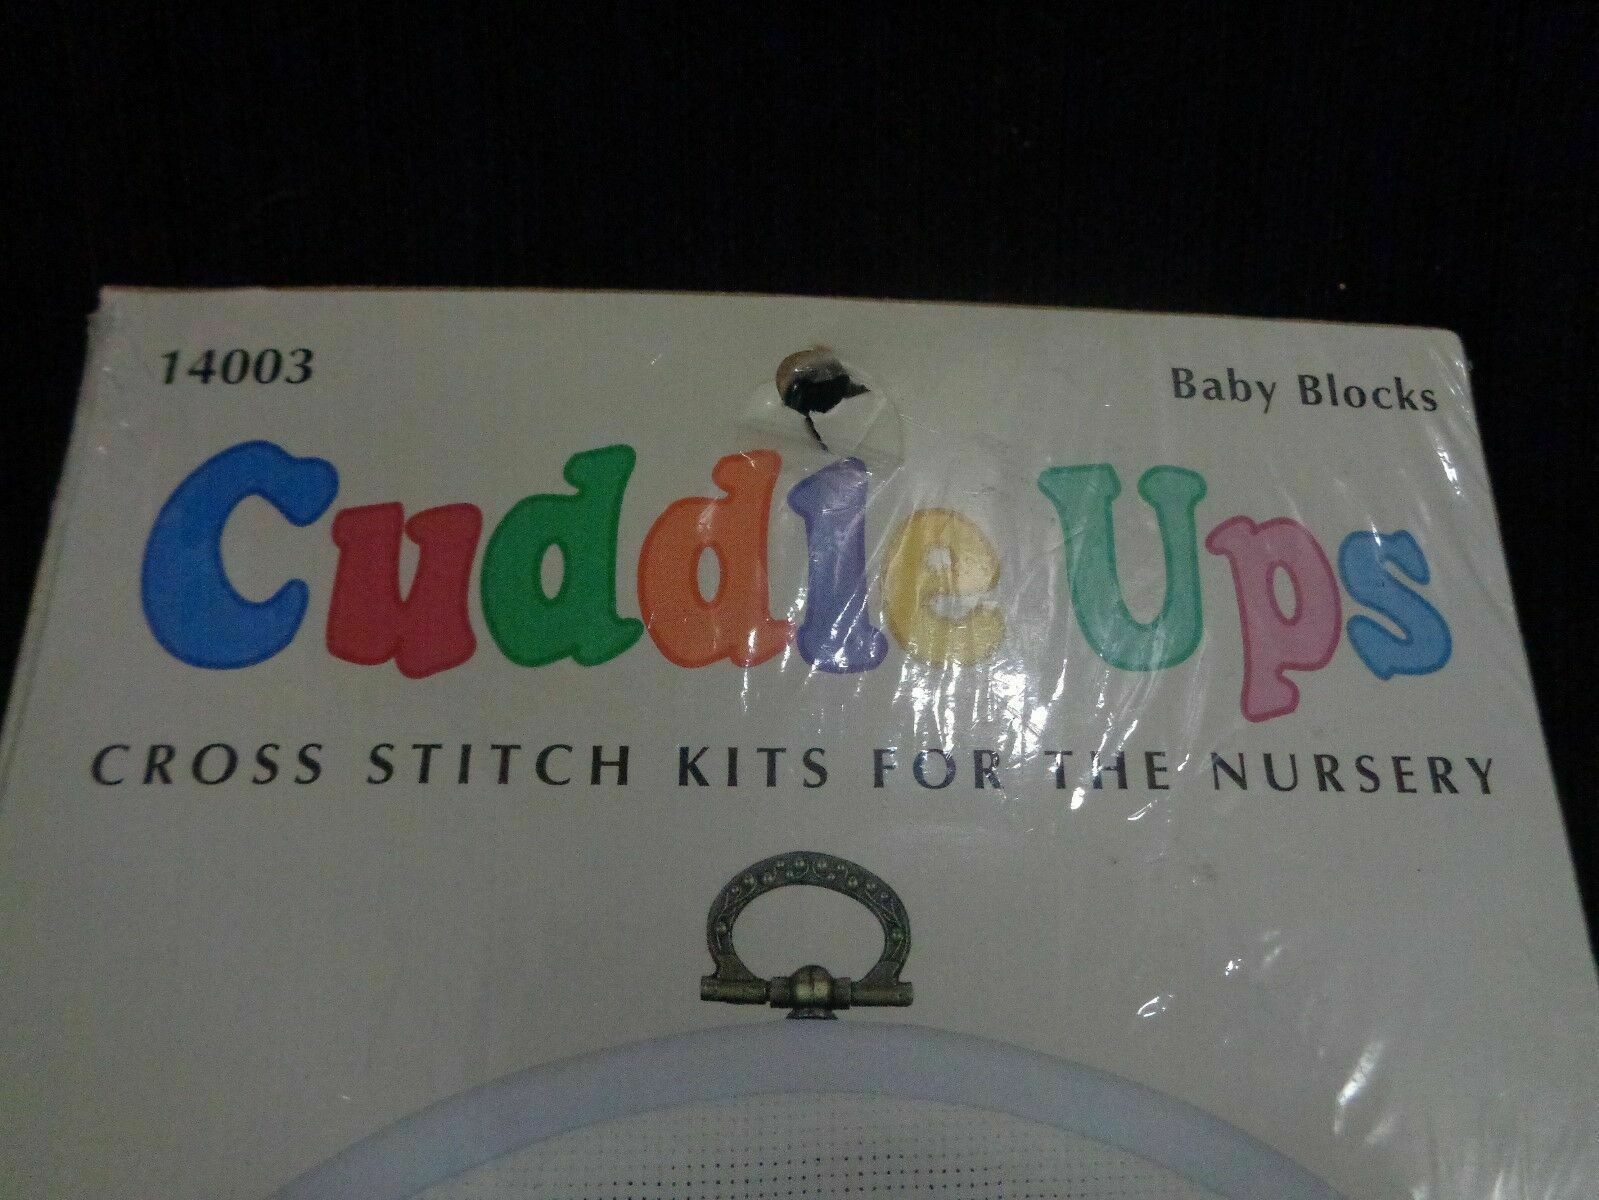 14003
Baby Blocks
Cuddle Ups
CROSS STITCH KITS FOR THE NURSERY